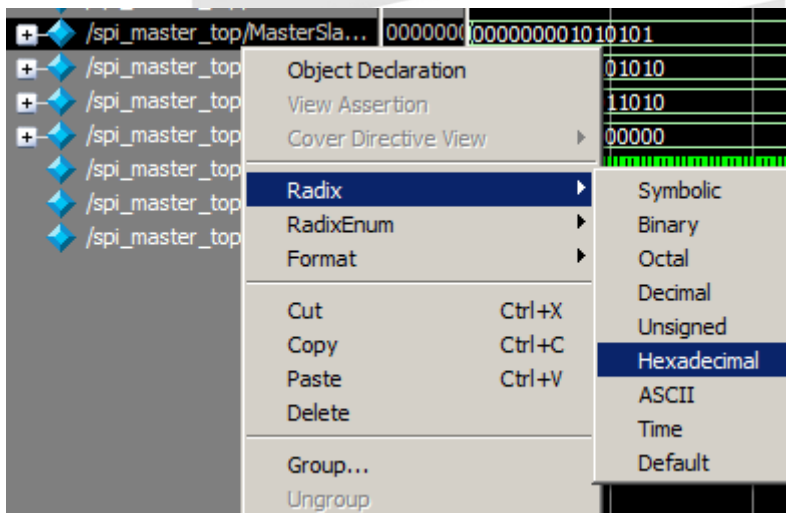 /spi_master_top/MasterSla... 0000000( 0000000001010101
/spi_master_top 01010
/spi_master_top 11010
/spi_master_top 00000
/spi_master_top
/spi_master_top
/spi_master_top
Object Declaration
View Assertion
Cover Directive View
Radix
RadixEnum
Format
Cut Ctrl+X
Copy Ctrl+C
Paste Ctrl+V
Delete
Group...
Ungroup
Symbolic
Binary
Octal
Decimal
Unsigned
Hexadecimal
ASCII
Time
Default